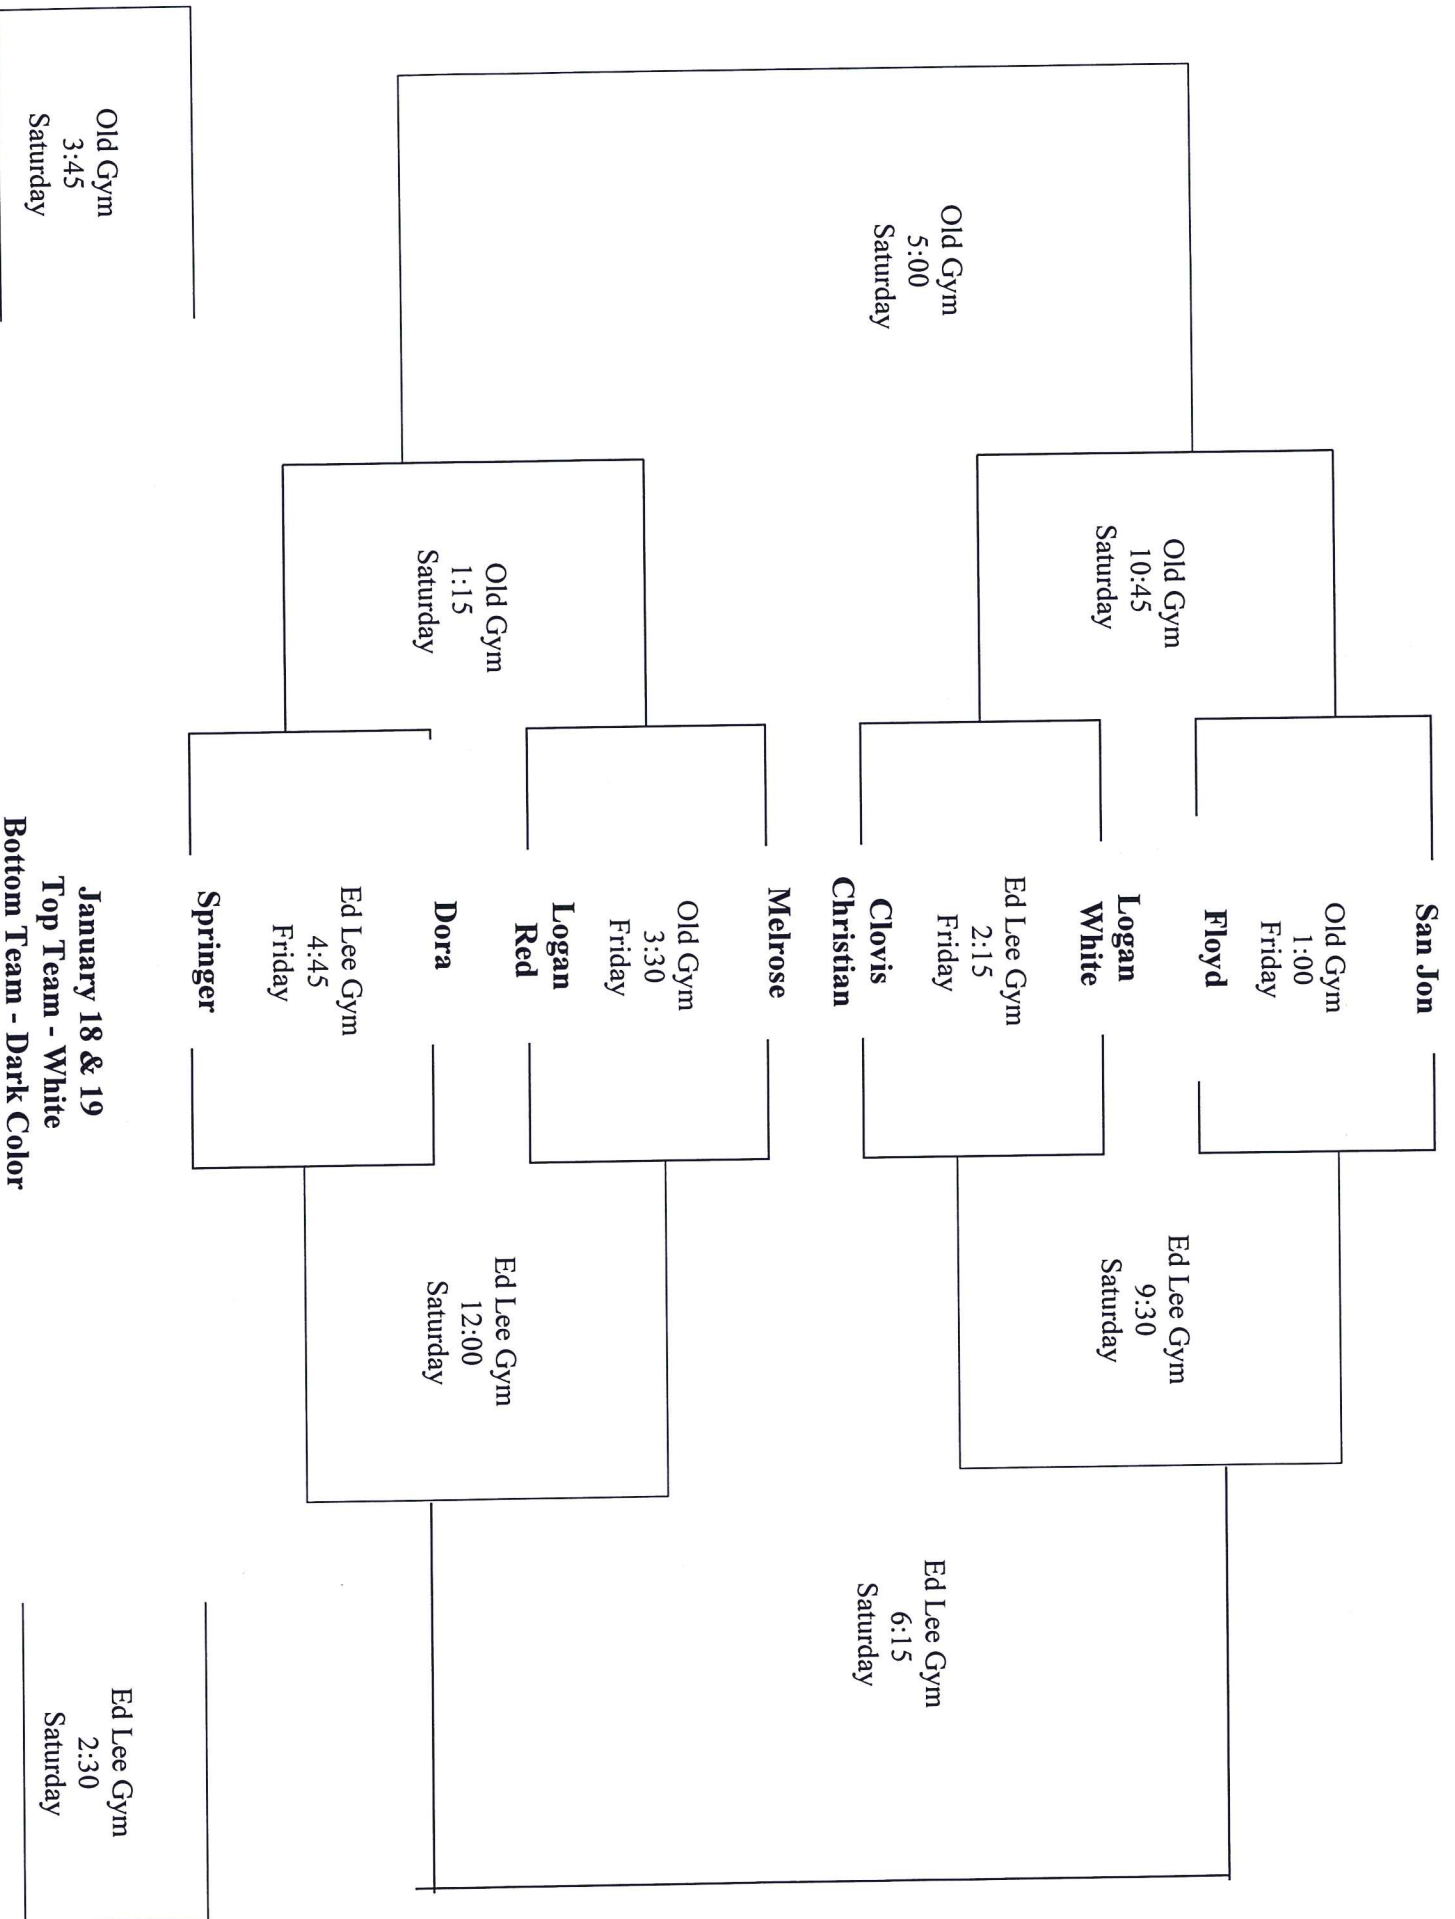 San Jon
Old Gym
1:00
Friday
Floyd
Logan
White
Ed Lee Gym
2:15
Friday
Clovis
Christian
Melrose
Old Gym
3:30
Friday
Logan
Red
Dora
Ed Lee Gym
4:45
Friday
Springer
Old Gym
10:45
Saturday
Old Gym
1:15
Saturday
Old Gym
5:00
Saturday
Old Gym
3:45
Saturday
Ed Lee Gym
9:30
Saturday
Ed Lee Gym
12:00
Saturday
Ed Lee Gym
6:15
Saturday
Ed Lee Gym
2:30
Saturday
January 18 & 19
Top Team - White
Bottom Team - Dark Color